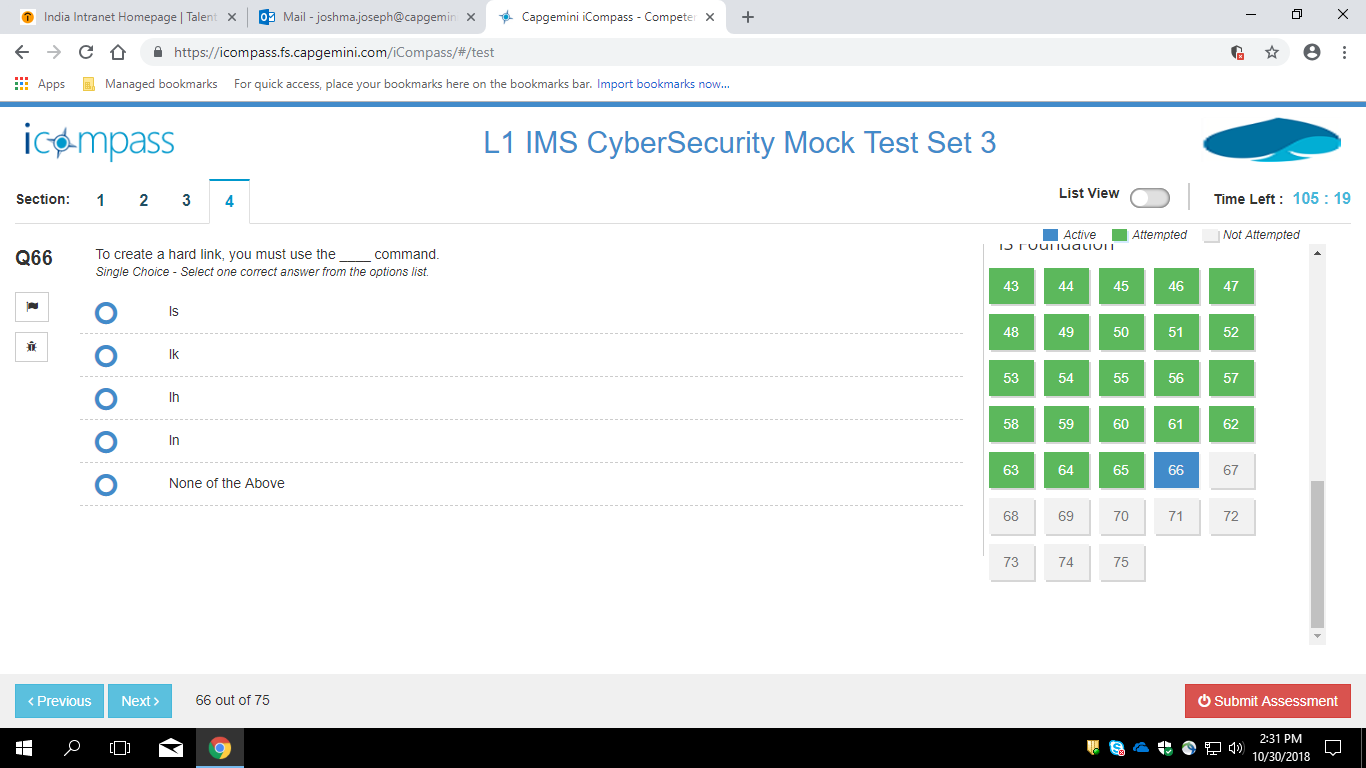 India Intranet Homepage | Talent
Mail - joshma.joseph@capgemin
Capgemini iCompass - Competer
https://icompass.fs.capgemini.com/iCompass/#/test
Apps
Managed bookmarks
For quick access, place your bookmarks here on the bookmarks bar. Import bookmarks now...
icompass
L1 IMS CyberSecurity Mock Test Set 3
Section: 1 2 3 4
List View
Time Left : 105 : 19
Active Attempted Not Attempted
IS Foundation
Q66
To create a hard link, you must use the ____ command.
Single Choice - Select one correct answer from the options list.
ls
lk
lh
ln
None of the Above
43 44 45 46 47
48 49 50 51 52
53 54 55 56 57
58 59 60 61 62
63 64 65 66 67
68 69 70 71 72
73 74 75
‹ Previous
Next ›
66 out of 75
Submit Assessment
2:31 PM
10/30/2018